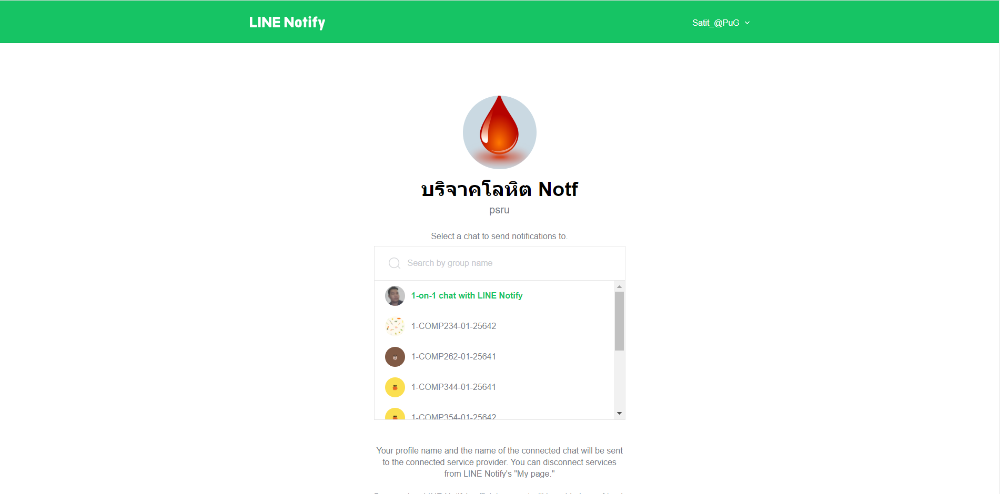 LINE Notify
Satit_@PuG
บริจาคโลหิต Notf
psru
Select a chat to send notifications to.
Search by group name
1-on-1 chat with LINE Notify
1-COMP234-01-25642
1-COMP262-01-25641
1-COMP344-01-25641
1-COMP354-01-25642
Your profile name and the name of the connected chat will be sent
to the connected service provider. You can disconnect services
from LINE Notify's "My page."